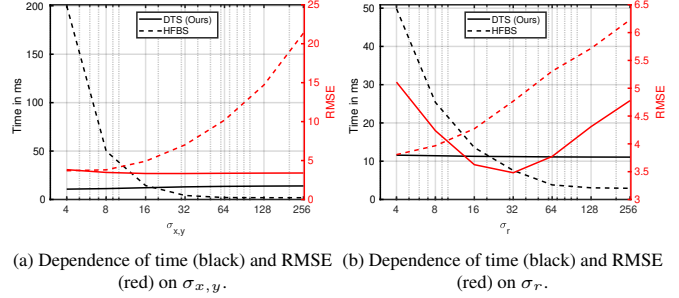 200
150
100
50
0
Time in ms
DTS (Ours)
HFBS
25
20
15
10
5
0
RMSE
4 8 16 32 64 128 256
σx,y
50
40
30
20
10
0
Time in ms
DTS (Ours)
HFBS
6.5
6
5.5
5
4.5
4
3.5
3
RMSE
4 8 16 32 64 128 256
σr
(a) Dependence of time (black) and RMSE
(red) on σx,y.
(b) Dependence of time (black) and RMSE
(red) on σr.